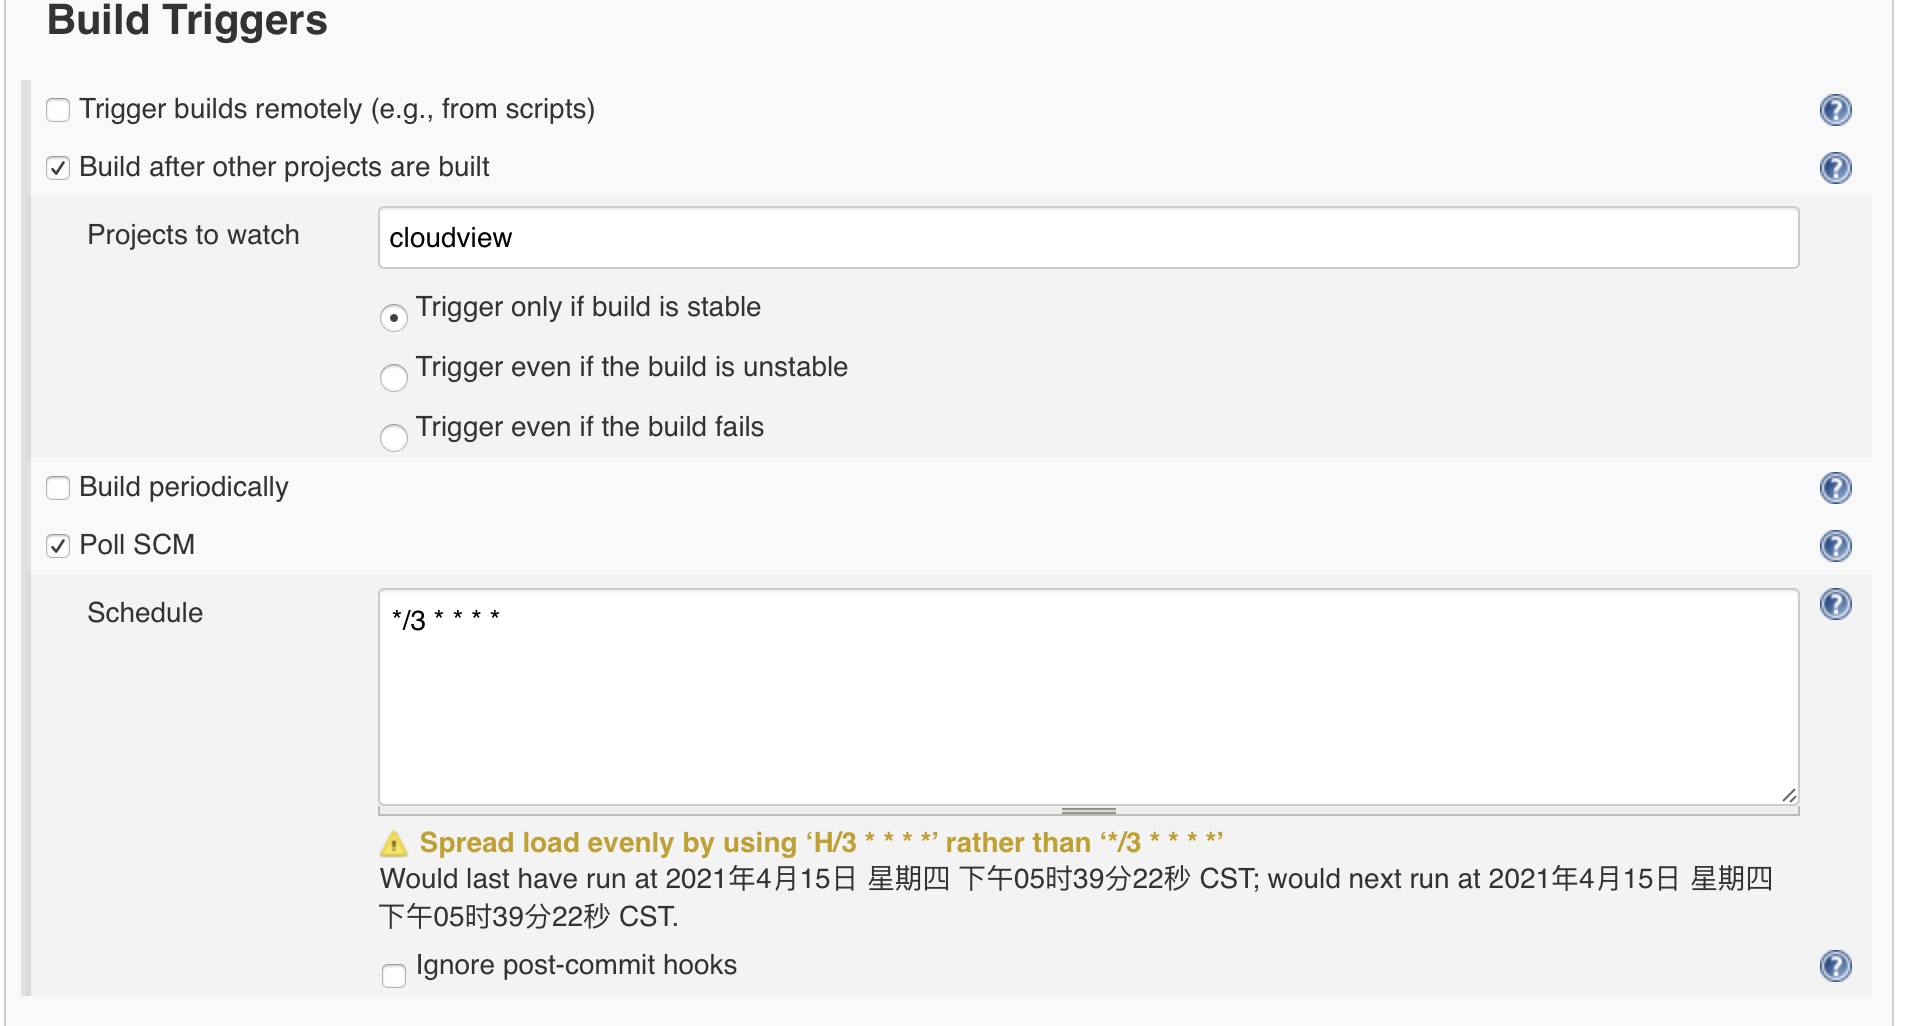 Build Triggers
Trigger builds remotely (e.g., from scripts)
Build after other projects are built
Projects to watch
cloudview
Trigger only if build is stable
Trigger even if the build is unstable
Trigger even if the build fails
Build periodically
Poll SCM
Schedule
*/3 * * * *
Spread load evenly by using ‘H/3 * * * *’ rather than ‘*/3 * * * *’
Would last have run at 2021年4月15日 星期四 下午05时39分22秒 CST; would next run at 2021年4月15日 星期四
下午05时39分22秒 CST.
Ignore post-commit hooks